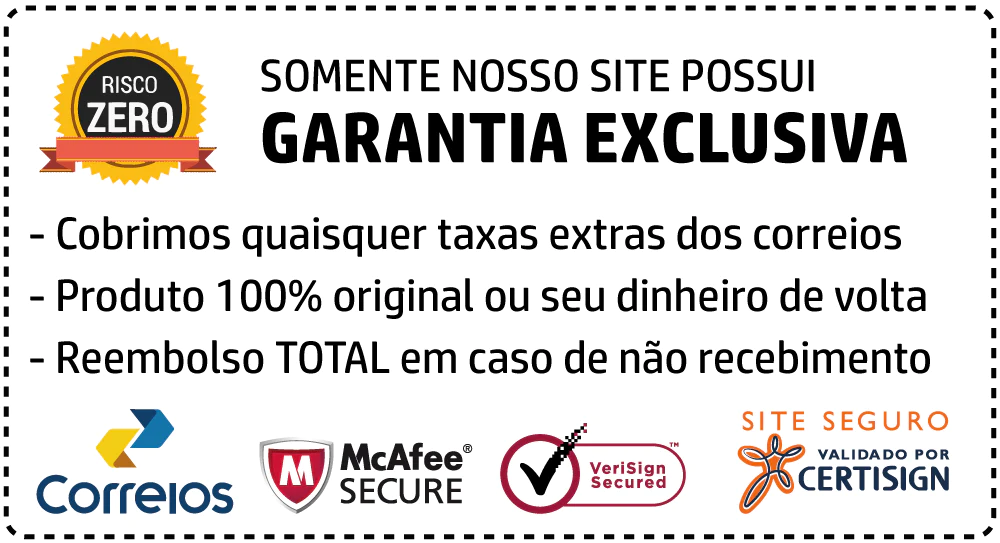 RISCO
ZERO
SOMENTE NOSSO SITE POSSUI
GARANTIA EXCLUSIVA
- Cobrimos quaisquer taxas extras dos correios
- Produto 100% original ou seu dinheiro de volta
- Reembolso TOTAL em caso de não recebimento
Correios
M
McAfee®
SECURE
VeriSign™
Secured
SITE SEGURO
VALIDADO POR
CERTISIGN